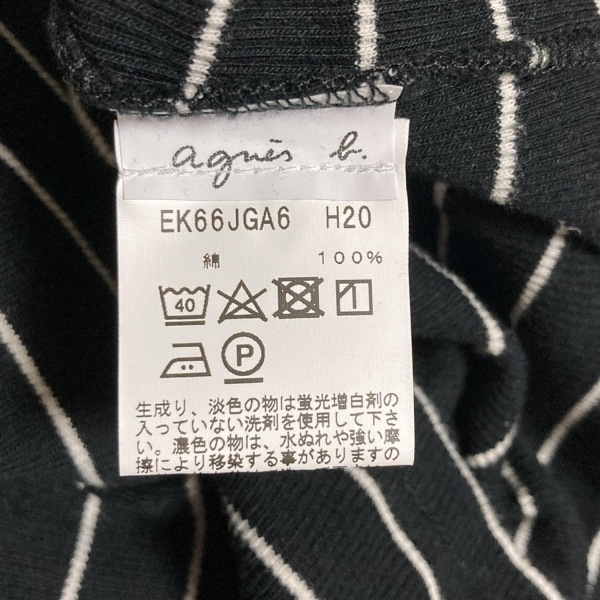 agnès b.
EK66JGA6 H20
綿 100%
40
P
生成り、淡色の物は蛍光増白剤の
入っていない洗剤を使用して下さ
い。濃色の物は、水ぬれや強い摩
擦により移染する事がありますの